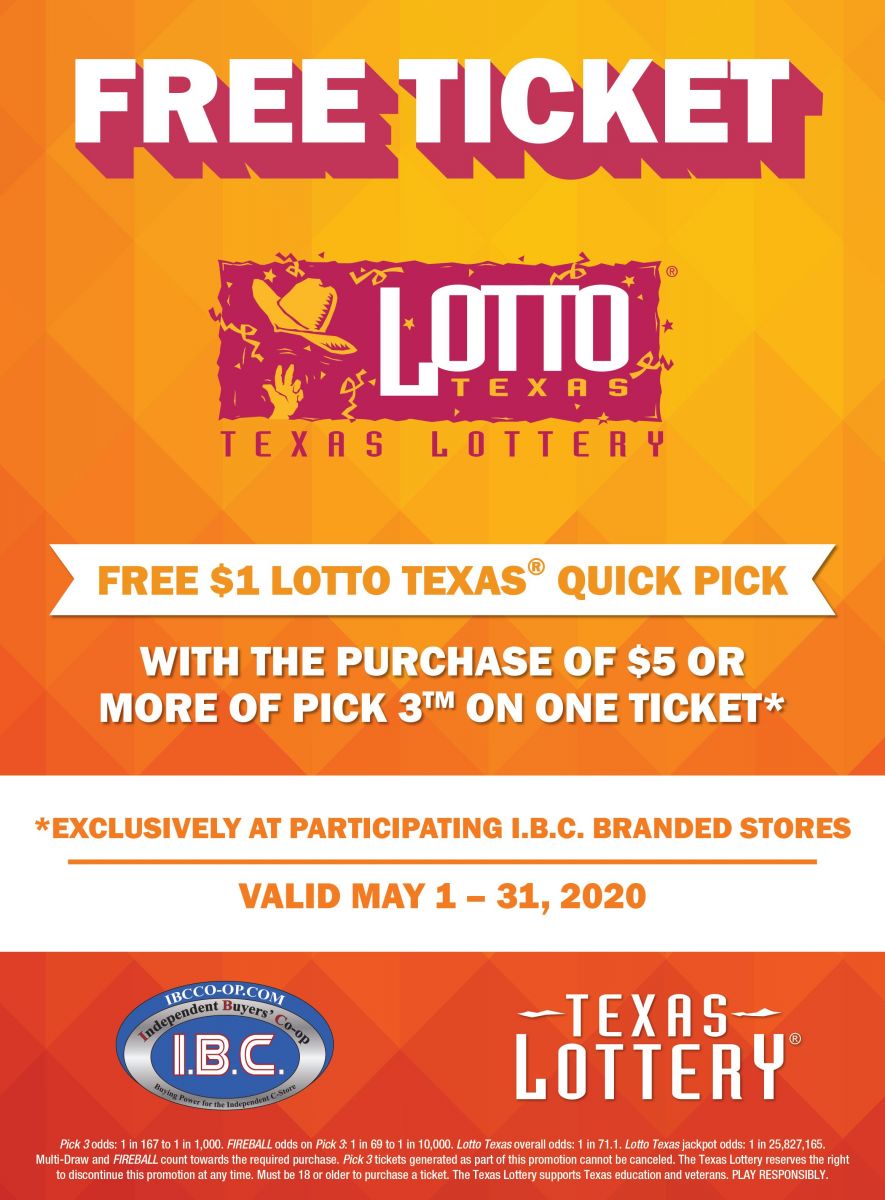 FREE TICKET
LOTTO ®
TEXAS
TEXAS LOTTERY
FREE $1 LOTTO TEXAS® QUICK PICK
WITH THE PURCHASE OF $5 OR
MORE OF PICK 3™ ON ONE TICKET*
*EXCLUSIVELY AT PARTICIPATING I.B.C. BRANDED STORES
VALID MAY 1 – 31, 2020
IBCCO-OP.COM
Independent Buyers' Co-op
I.B.C.
Buying Power for the Independent C-Store
TEXAS
LOTTERY®
Pick 3 odds: 1 in 167 to 1 in 1,000. FIREBALL odds on Pick 3: 1 in 69 to 1 in 10,000. Lotto Texas overall odds: 1 in 71.1. Lotto Texas jackpot odds: 1 in 25,827,165.
Multi-Draw and FIREBALL count towards the required purchase. Pick 3 tickets generated as part of this promotion cannot be canceled. The Texas Lottery reserves the right
to discontinue this promotion at any time. Must be 18 or older to purchase a ticket. The Texas Lottery supports Texas education and veterans. PLAY RESPONSIBLY.